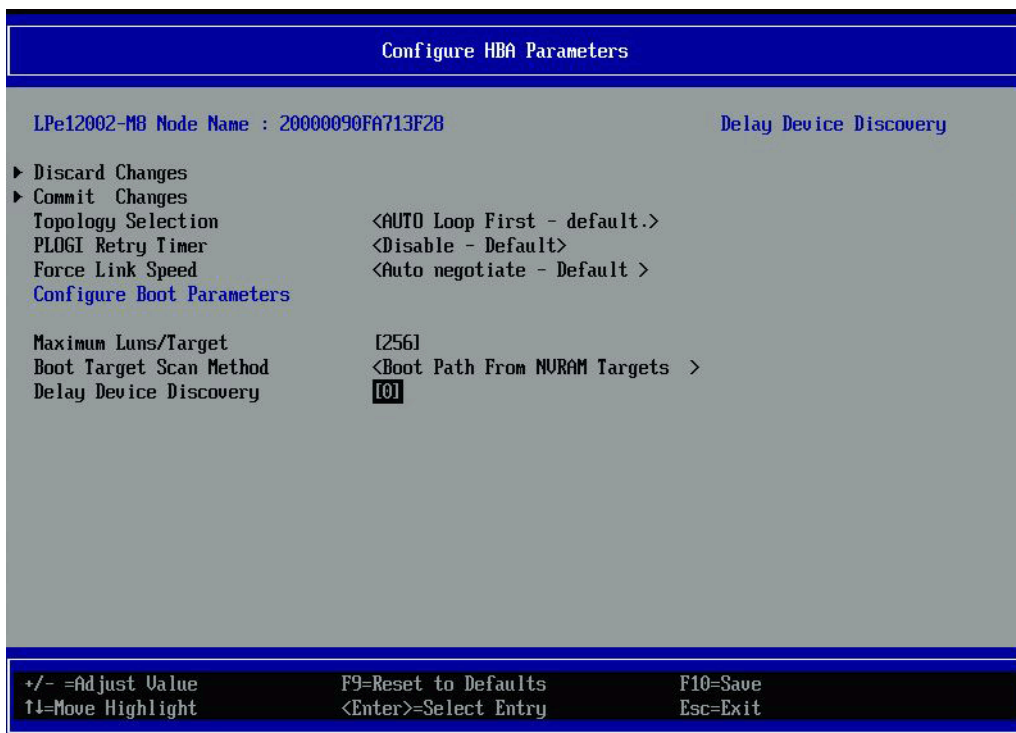 Configure HBA Parameters
LPe12002-M8 Node Name : 20000090FA713F28 Delay Device Discovery
Discard Changes
Commit Changes
Topology Selection <AUTO Loop First - default.>
PLOGI Retry Timer <Disable - Default>
Force Link Speed <Auto negotiate - Default >
Configure Boot Parameters
Maximum Luns/Target [256]
Boot Target Scan Method <Boot Path From NVRAM Targets >
Delay Device Discovery [0]
+/- =Adjust Value F9=Reset to Defaults F10=Save
↑↓=Move Highlight <Enter>=Select Entry Esc=Exit